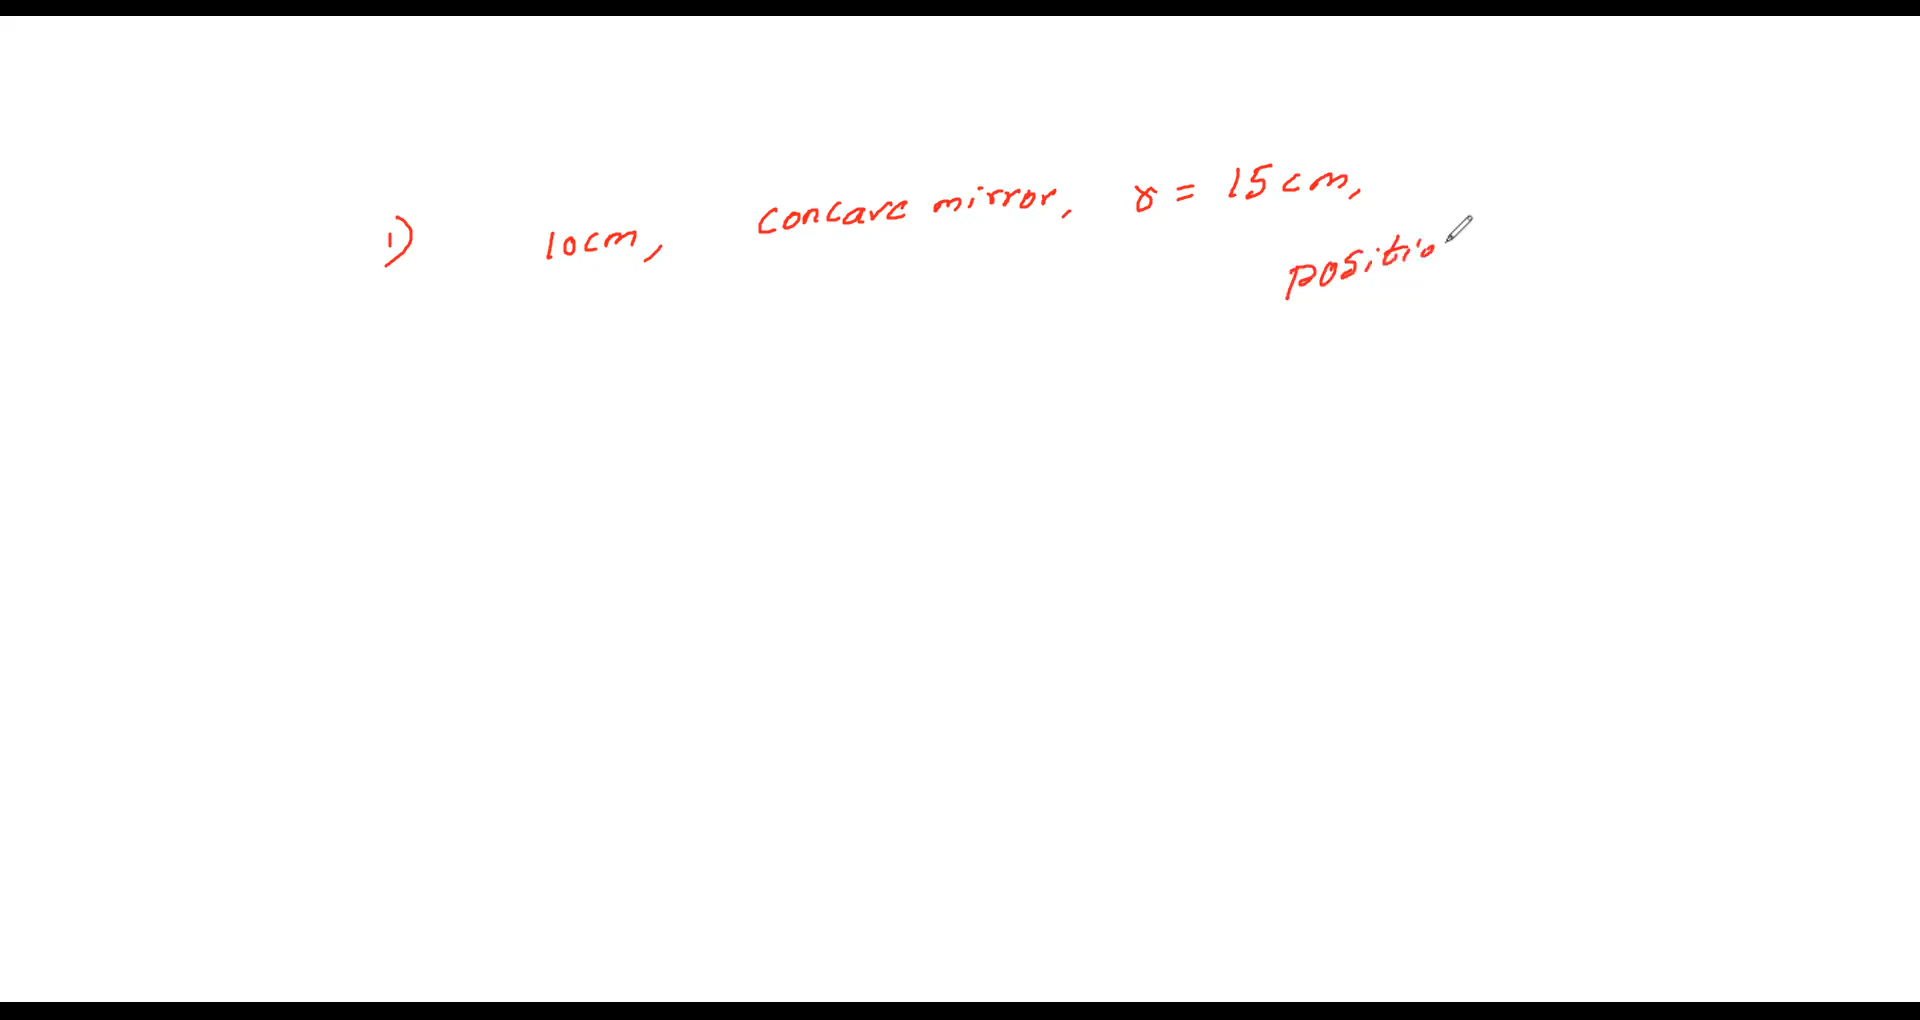 1) 10cm, concave mirror, r = 15cm,
positio